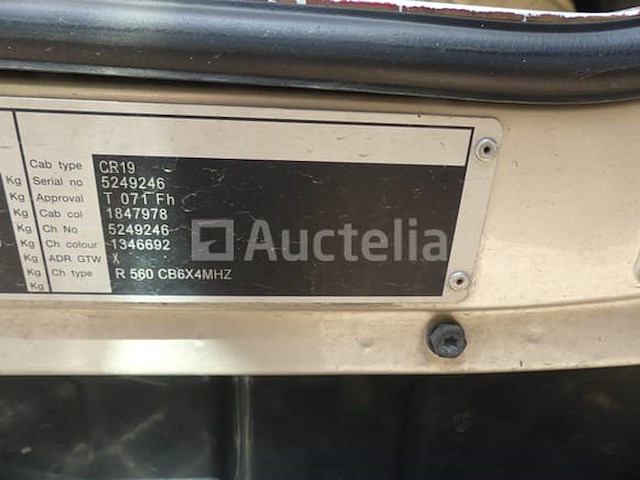 Cab type CR19
Kg Serial no 5249246
Kg Approval T 071 Fh
Kg Cab col 1847978
Kg Ch No 5249246
Kg Ch colour 1346692
Kg ADR GTW X
Kg Ch type R 560 CB6X4MHZ
Kg
Auctelia